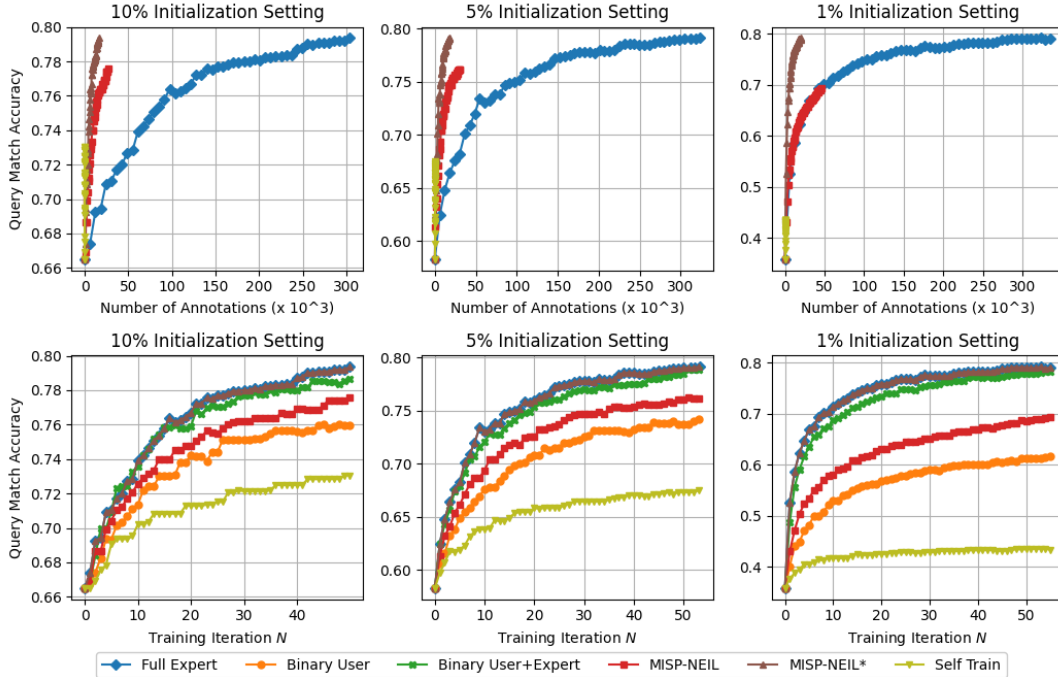 10% Initialization Setting
5% Initialization Setting
1% Initialization Setting
Query Match Accuracy
0.80
0.78
0.76
0.74
0.72
0.70
0.68
0.66
0 50 100 150 200 250 300
Number of Annotations (x 10^3)
0.80
0.75
0.70
0.65
0.60
0 50 100 150 200 250 300
Number of Annotations (x 10^3)
0.8
0.7
0.6
0.5
0.4
0 50 100 150 200 250 300
Number of Annotations (x 10^3)
10% Initialization Setting
5% Initialization Setting
1% Initialization Setting
Query Match Accuracy
0.80
0.78
0.76
0.74
0.72
0.70
0.68
0.66
0 10 20 30 40
Training Iteration N
0.80
0.75
0.70
0.65
0.60
0 10 20 30 40 50
Training Iteration N
0.8
0.7
0.6
0.5
0.4
0 10 20 30 40 50
Training Iteration N
Full Expert Binary User Binary User+Expert MISP-NEIL MISP-NEIL* Self Train